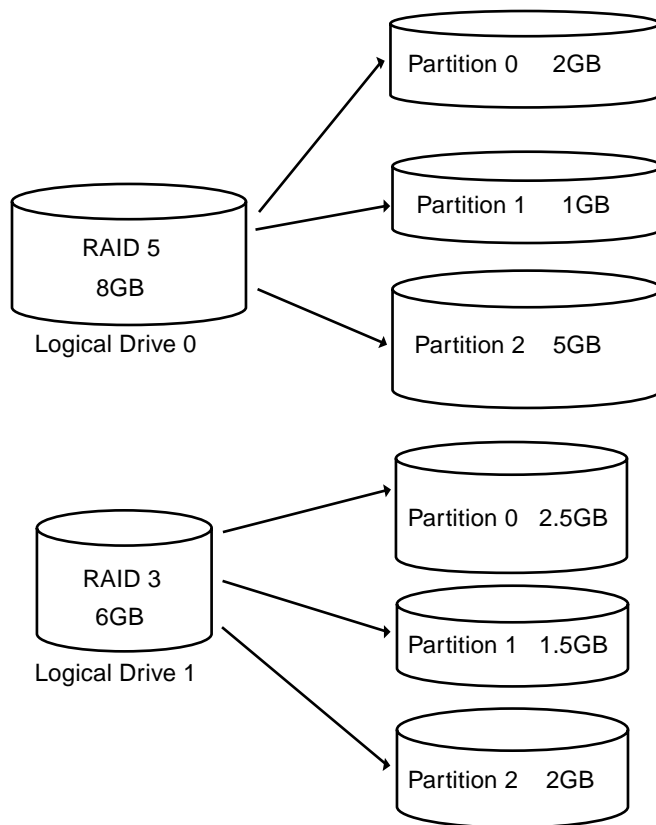 Partition 0 2GB
Partition 1 1GB
RAID 5
8GB
Logical Drive 0
Partition 2 5GB
Partition 0 2.5GB
RAID 3
6GB
Logical Drive 1
Partition 1 1.5GB
Partition 2 2GB